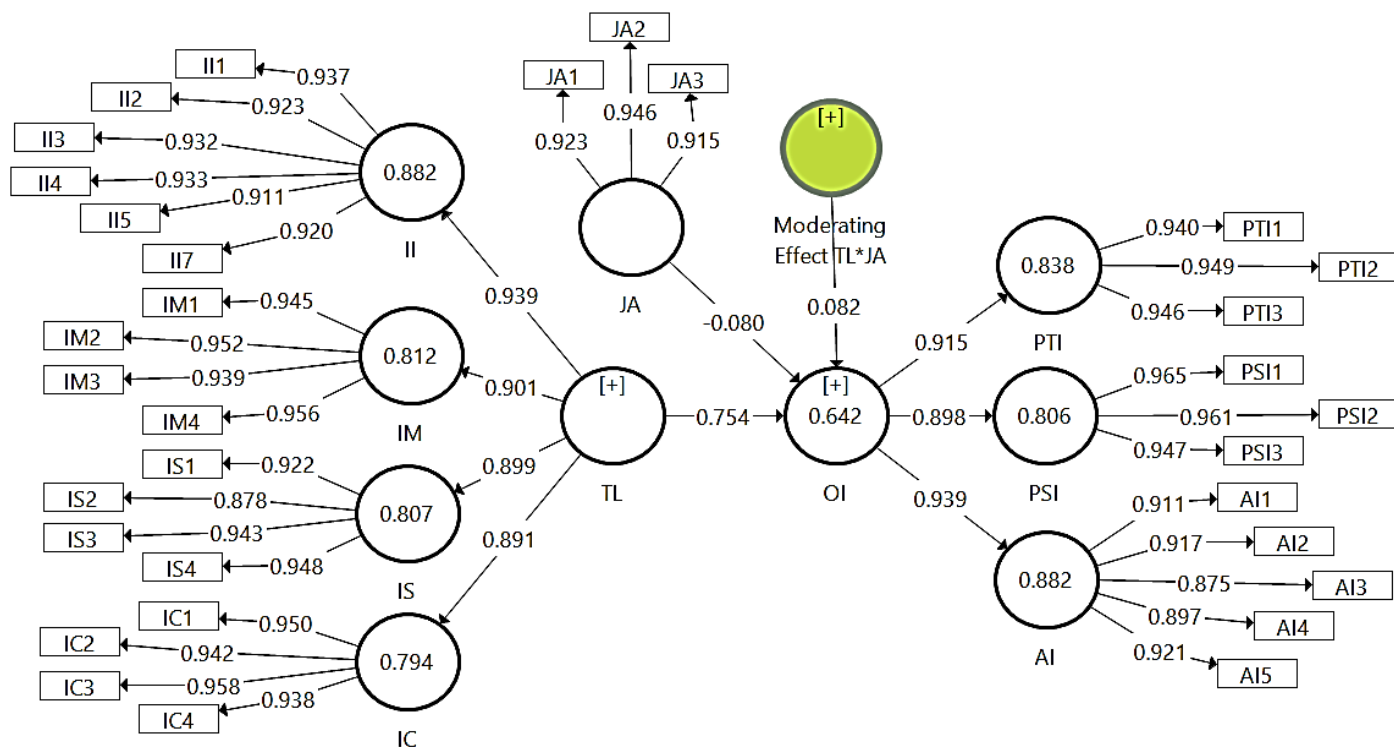 JA2
II1
0.937
JA1
JA3
II2
0.923
[+]
0.946
II3
0.932
0.923
0.915
II4
0.933
0.882
II5
0.911
II7
0.920
II
Moderating
Effect TL*JA
JA
PTI1
0.940
0.838
0.949
PTI2
0.946
PTI3
PTI
IM1
0.945
0.939
-0.080
0.082
0.915
IM2
0.952
0.812
IM3
0.939
0.901
IM4
0.956
IM
[+]
[+]
0.754
0.642
0.898
0.806
0.965
PSI1
0.961
PSI2
0.947
PSI3
TL
OI
PSI
IS1
0.922
0.899
IS2
0.878
0.807
IS3
0.943
IS4
0.948
IS
0.891
0.939
0.911
AI1
0.917
AI2
0.882
0.875
AI3
0.897
AI4
0.921
AI5
AI
IC1
0.950
IC2
0.942
0.794
IC3
0.958
IC4
0.938
IC